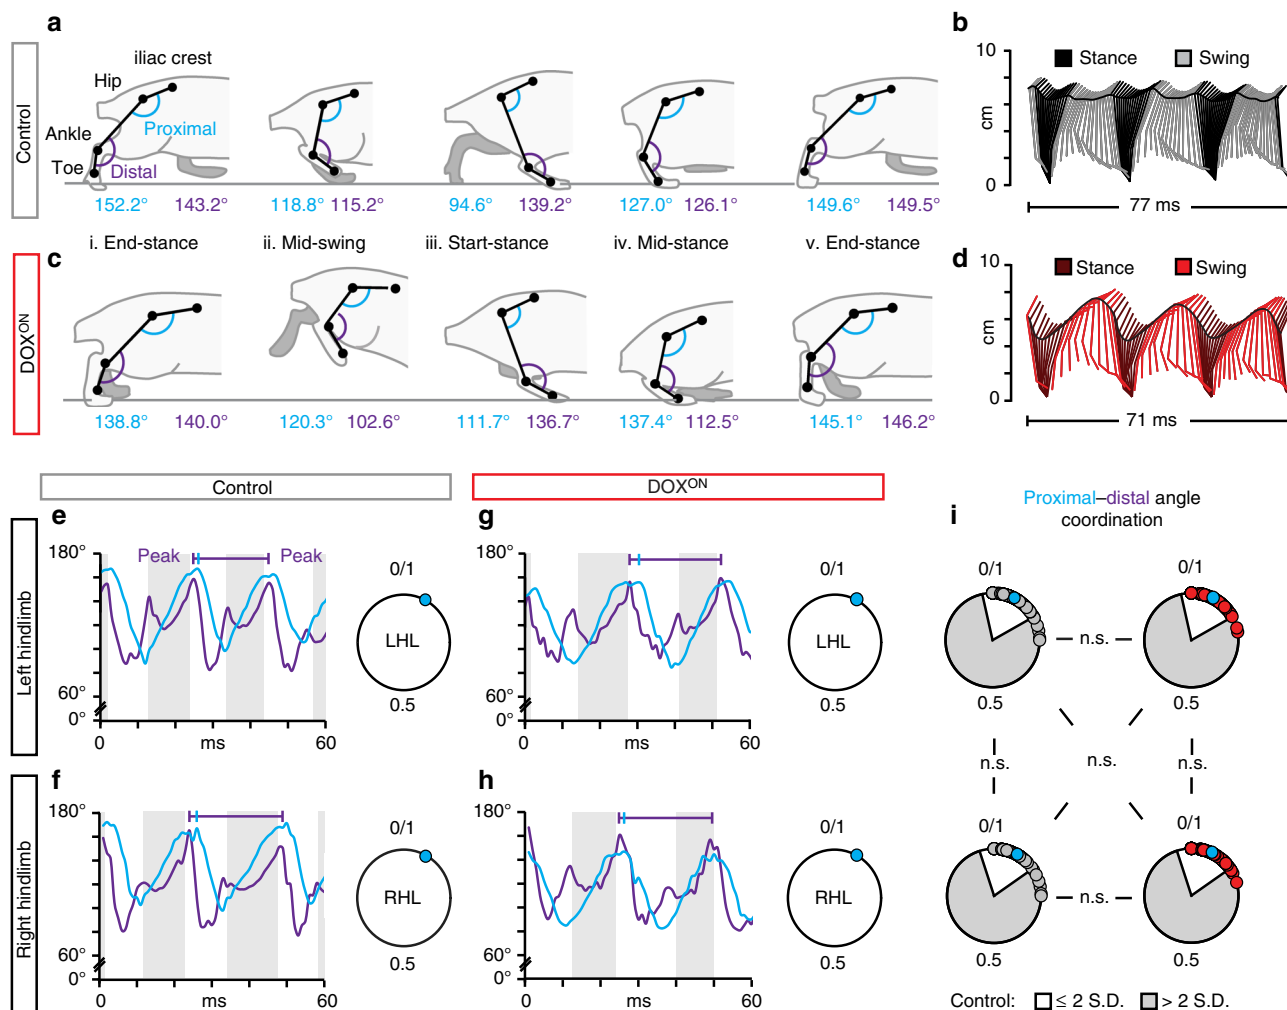 a
Control
iliac crest
Hip
Ankle
Proximal
Toe
Distal
152.2° 143.2°
118.8° 115.2°
94.6° 139.2°
127.0° 126.1°
149.6° 149.5°
i. End-stance
ii. Mid-swing
iii. Start-stance
iv. Mid-stance
v. End-stance
b
10
cm
0
Stance
Swing
77 ms
c
DOX^ON
138.8° 140.0°
120.3° 102.6°
111.7° 136.7°
137.4° 112.5°
145.1° 146.2°
d
10
cm
0
Stance
Swing
71 ms
Control
DOX^ON
Left hindlimb
e
180°
60°
0°
Peak
Peak
0 ms 60
0/1
LHL
0.5
g
0 ms 60
0/1
LHL
0.5
Right hindlimb
f
180°
60°
0°
0 ms 60
0/1
RHL
0.5
h
180°
60°
0°
0 ms 60
0/1
RHL
0.5
i
Proximal–distal angle
coordination
0/1
0/1
n.s.
0.5
0.5
n.s.
n.s.
n.s.
0/1
0/1
n.s.
0.5
0.5
Control: ≤ 2 S.D. > 2 S.D.